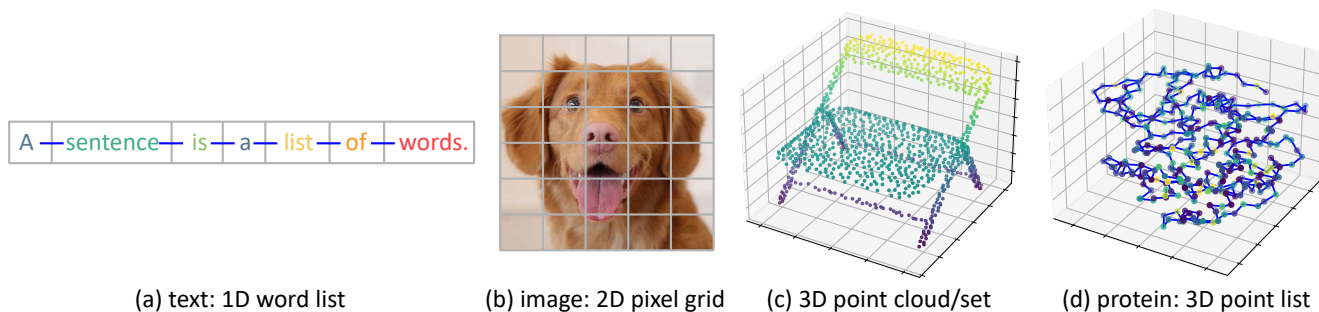 A sentence is a list of words.
(a) text: 1D word list
(b) image: 2D pixel grid
(c) 3D point cloud/set
(d) protein: 3D point list